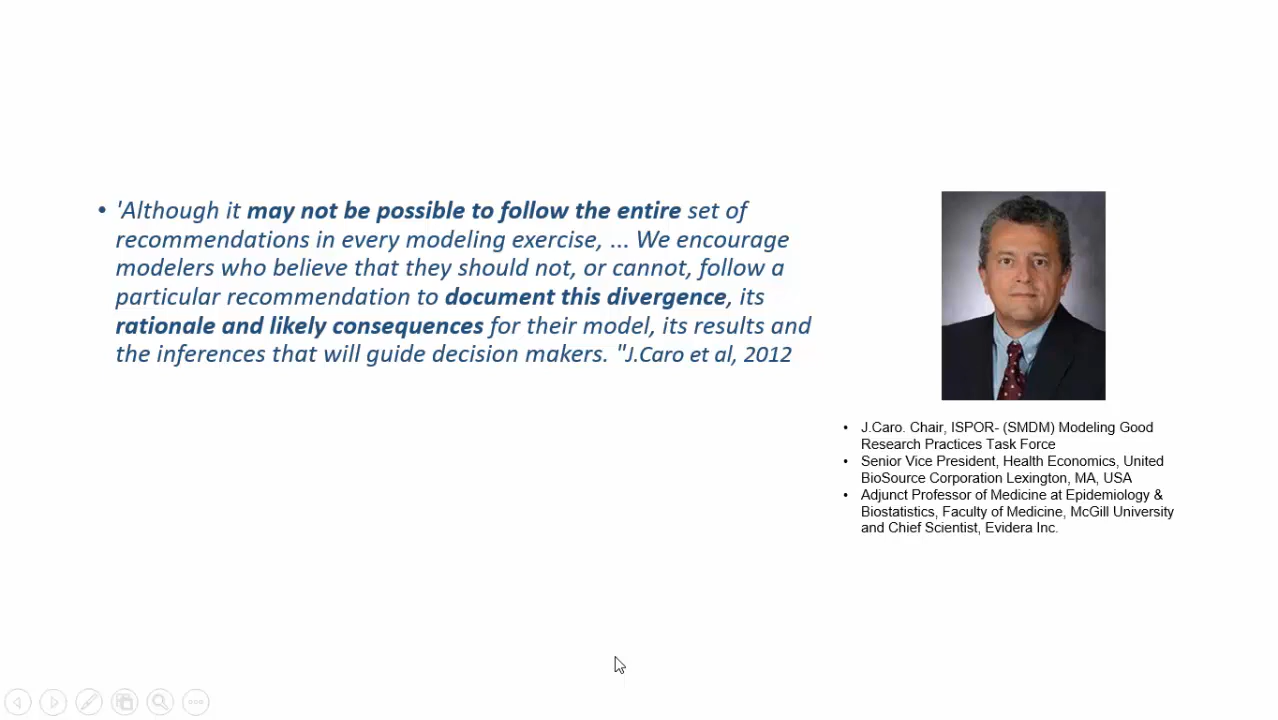 • 'Although it may not be possible to follow the entire set of
recommendations in every modeling exercise, ... We encourage
modelers who believe that they should not, or cannot, follow a
particular recommendation to document this divergence, its
rationale and likely consequences for their model, its results and
the inferences that will guide decision makers. "J.Caro et al, 2012
• J.Caro. Chair, ISPOR- (SMDM) Modeling Good
Research Practices Task Force
• Senior Vice President, Health Economics, United
BioSource Corporation Lexington, MA, USA
• Adjunct Professor of Medicine at Epidemiology &
Biostatistics, Faculty of Medicine, McGill University
and Chief Scientist, Evidera Inc.